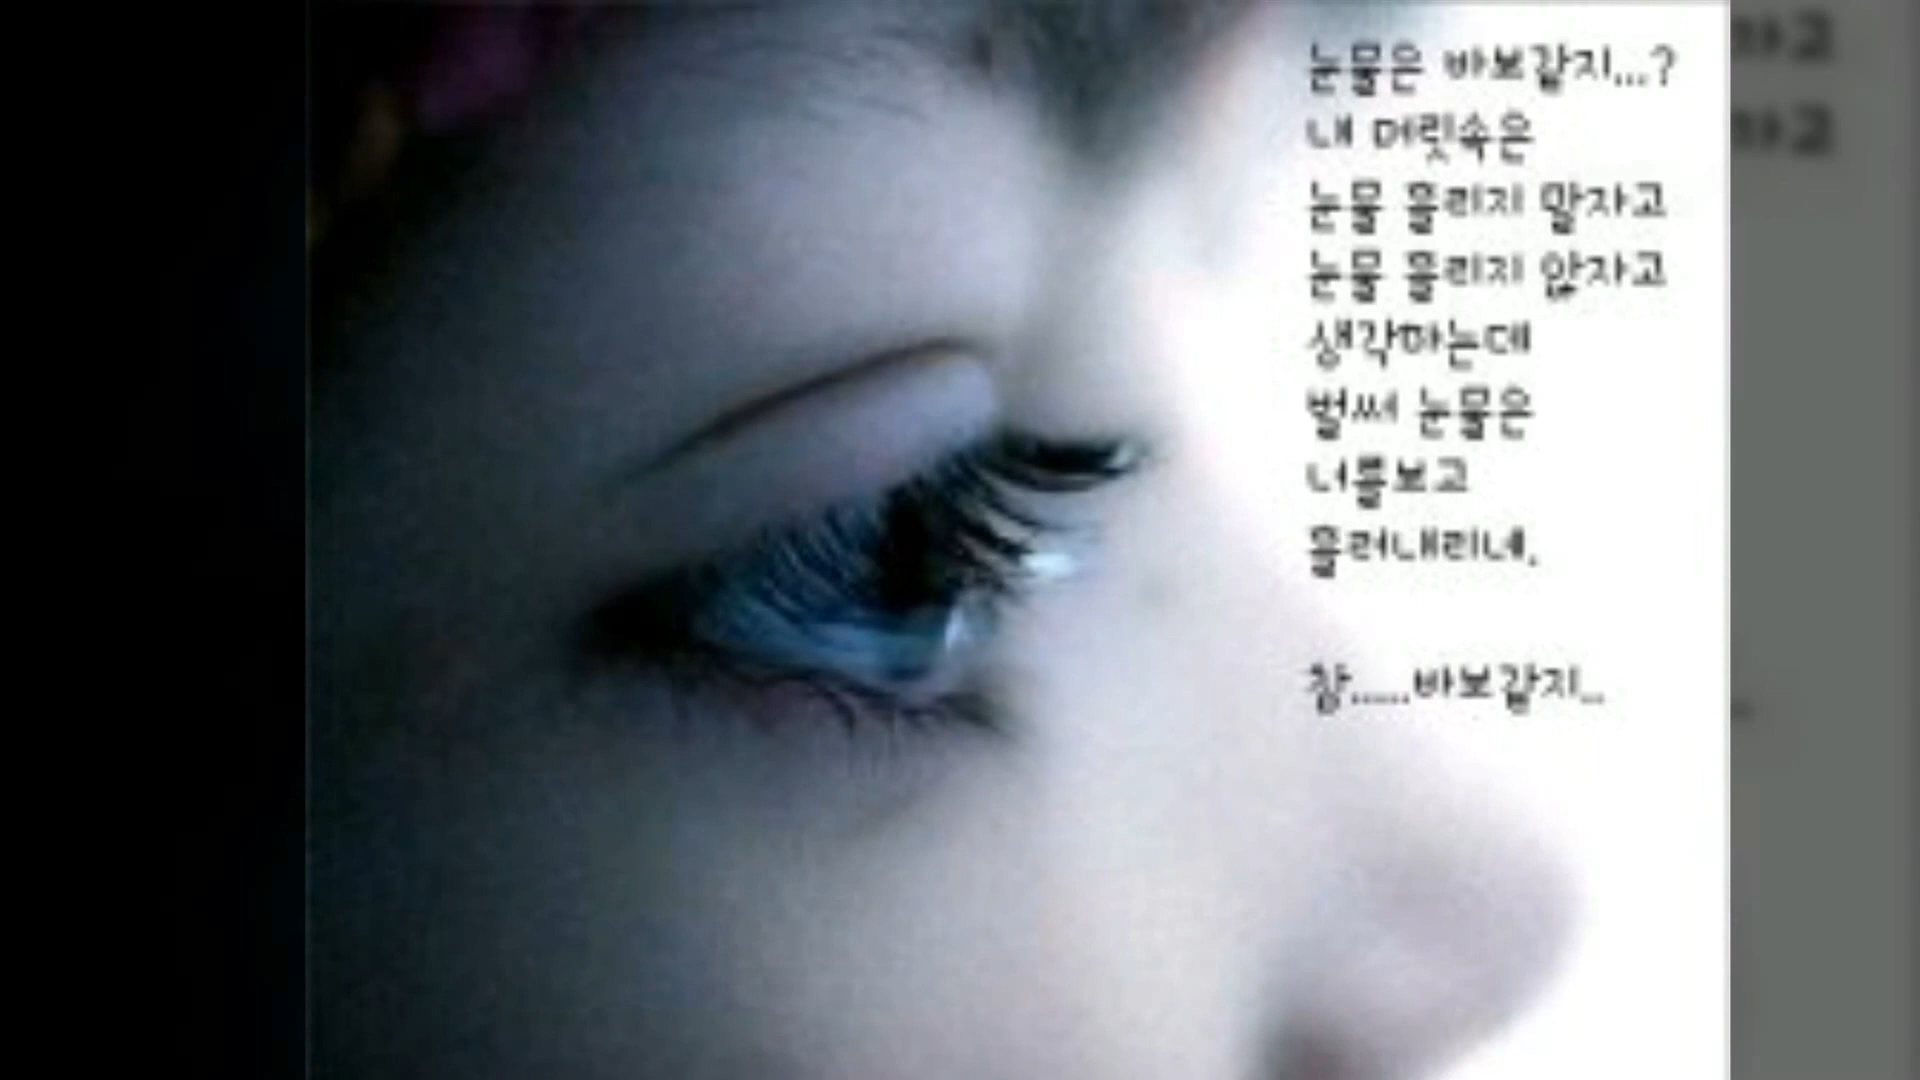 눈물은 바보같지...?
내 머릿속은
눈물 흘리지 말자고
눈물 흘리지 않자고
생각하는데
벌써 눈물은
너를보고
흘러내리네.
참......바보같지..